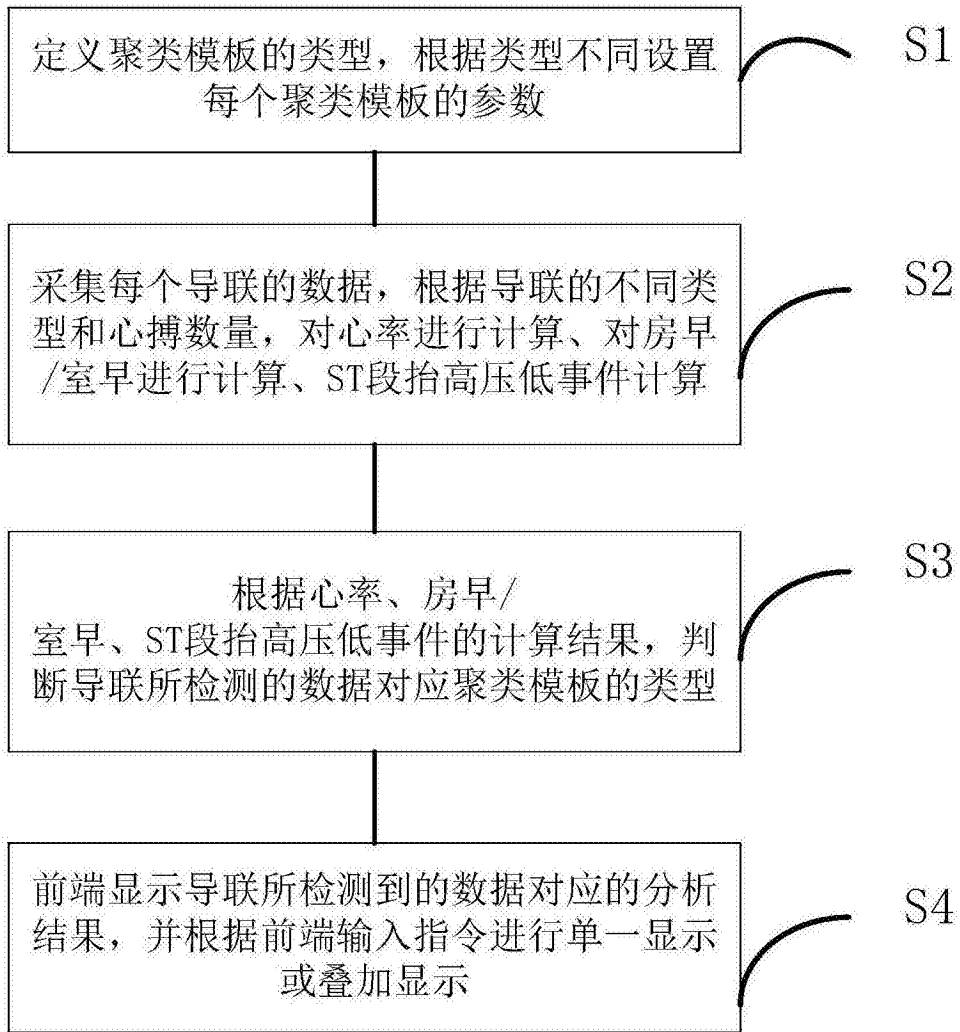 定义聚类模板的类型，根据类型不同设置
每个聚类模板的参数
S1
采集每个导联的数据，根据导联的不同类
型和心搏数量，对心率进行计算、对房早
/室早进行计算、ST段抬高压低事件计算
S2
根据心率、房早/
室早、ST段抬高压低事件的计算结果，判
断导联所检测的数据对应聚类模板的类型
S3
前端显示导联所检测到的数据对应的分析
结果，并根据前端输入指令进行单一显示
或叠加显示
S4